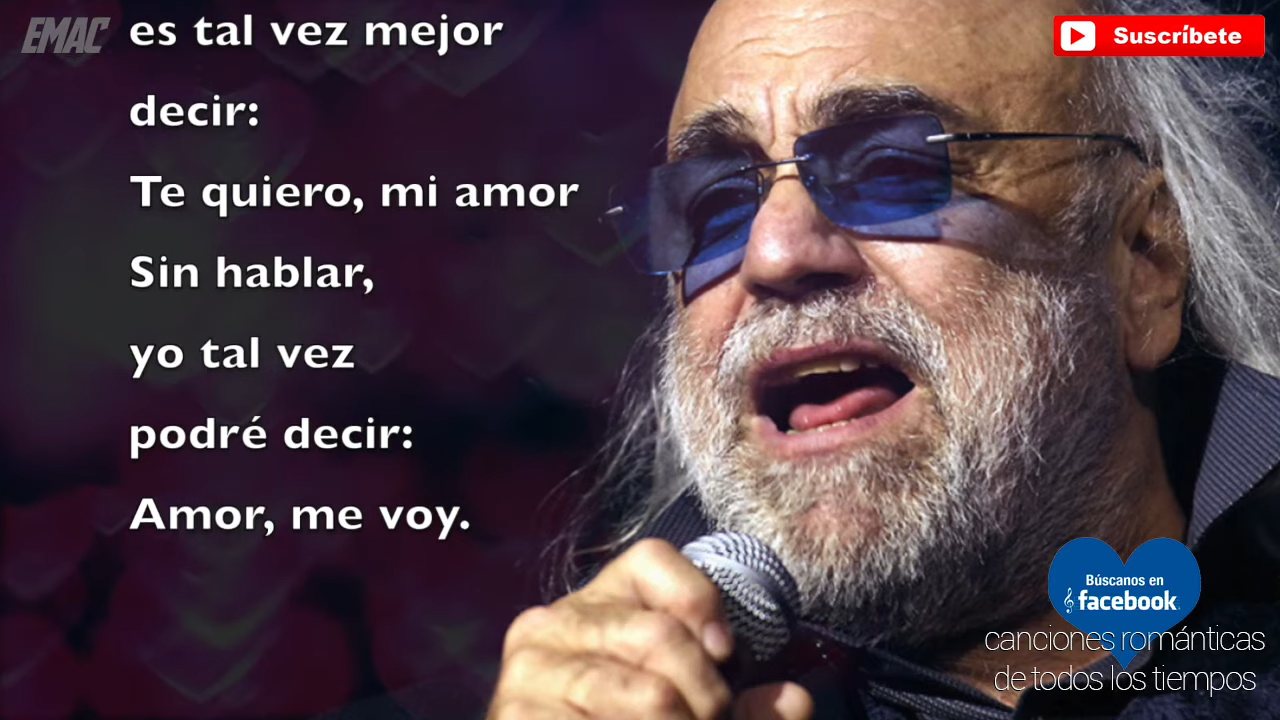 EMAC
es tal vez mejor
decir:
Te quiero, mi amor
Sin hablar,
yo tal vez
podré decir:
Amor, me voy.
Suscríbete
Búscanos en
facebook
canciones románticas
de todos los tiempos